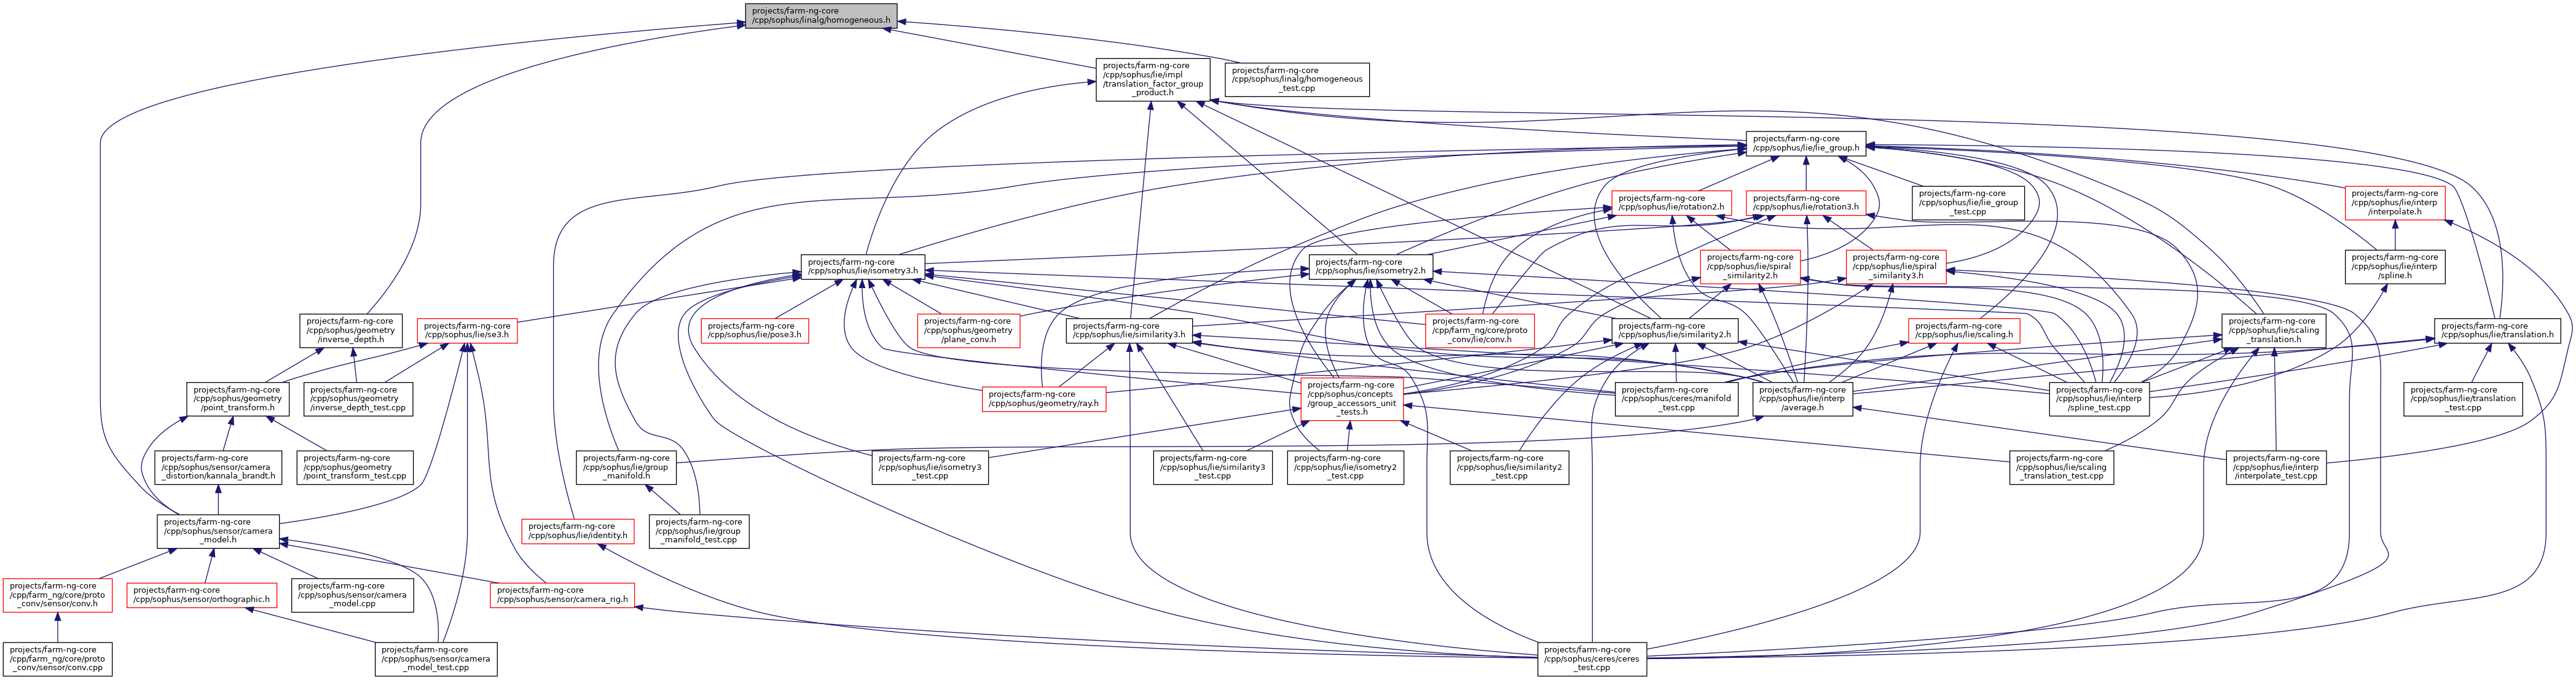 projects/farm-ng-core
/cpp/sophus/linalg/homogeneous.h
projects/farm-ng-core
/cpp/sophus/lie/impl
/translation_factor_group
_product.h
projects/farm-ng-core
/cpp/sophus/linalg/homogeneous
_test.cpp
projects/farm-ng-core
/cpp/sophus/lie/lie_group.h
projects/farm-ng-core
/cpp/sophus/lie/rotation2.h
projects/farm-ng-core
/cpp/sophus/lie/rotation3.h
projects/farm-ng-core
/cpp/sophus/lie/lie_group
_test.cpp
projects/farm-ng-core
/cpp/sophus/lie/interp
/interpolate.h
projects/farm-ng-core
/cpp/sophus/lie/isometry3.h
projects/farm-ng-core
/cpp/sophus/lie/isometry2.h
projects/farm-ng-core
/cpp/sophus/lie/spiral
_similarity2.h
projects/farm-ng-core
/cpp/sophus/lie/spiral
_similarity3.h
projects/farm-ng-core
/cpp/sophus/lie/interp
/spline.h
projects/farm-ng-core
/cpp/sophus/geometry
/inverse_depth.h
projects/farm-ng-core
/cpp/sophus/lie/se3.h
projects/farm-ng-core
/cpp/sophus/lie/pose3.h
projects/farm-ng-core
/cpp/sophus/geometry
/plane_conv.h
projects/farm-ng-core
/cpp/sophus/lie/similarity3.h
projects/farm-ng-core
/cpp/farm_ng/core/proto
_conv/lie/conv.h
projects/farm-ng-core
/cpp/sophus/lie/similarity2.h
projects/farm-ng-core
/cpp/sophus/lie/scaling.h
projects/farm-ng-core
/cpp/sophus/lie/scaling
_translation.h
projects/farm-ng-core
/cpp/sophus/lie/translation.h
projects/farm-ng-core
/cpp/sophus/geometry
/point_transform.h
projects/farm-ng-core
/cpp/sophus/geometry
/inverse_depth_test.cpp
projects/farm-ng-core
/cpp/sophus/geometry/ray.h
projects/farm-ng-core
/cpp/sophus/concepts
/group_accessors_unit
_tests.h
projects/farm-ng-core
/cpp/sophus/ceres/manifold
_test.cpp
projects/farm-ng-core
/cpp/sophus/lie/interp
/average.h
projects/farm-ng-core
/cpp/sophus/lie/interp
/spline_test.cpp
projects/farm-ng-core
/cpp/sophus/lie/translation
_test.cpp
projects/farm-ng-core
/cpp/sophus/sensor/camera
_distortion/kannala_brandt.h
projects/farm-ng-core
/cpp/sophus/geometry
/point_transform_test.cpp
projects/farm-ng-core
/cpp/sophus/lie/group
_manifold.h
projects/farm-ng-core
/cpp/sophus/lie/isometry3
_test.cpp
projects/farm-ng-core
/cpp/sophus/lie/similarity3
_test.cpp
projects/farm-ng-core
/cpp/sophus/lie/isometry2
_test.cpp
projects/farm-ng-core
/cpp/sophus/lie/similarity2
_test.cpp
projects/farm-ng-core
/cpp/sophus/lie/scaling
_translation_test.cpp
projects/farm-ng-core
/cpp/sophus/lie/interp
/interpolate_test.cpp
projects/farm-ng-core
/cpp/sophus/sensor/camera
_model.h
projects/farm-ng-core
/cpp/sophus/lie/identity.h
projects/farm-ng-core
/cpp/sophus/lie/group
_manifold_test.cpp
projects/farm-ng-core
/cpp/farm_ng/core/proto
_conv/sensor/conv.h
projects/farm-ng-core
/cpp/sophus/sensor/orthographic.h
projects/farm-ng-core
/cpp/sophus/sensor/camera
_model.cpp
projects/farm-ng-core
/cpp/sophus/sensor/camera_rig.h
projects/farm-ng-core
/cpp/farm_ng/core/proto
_conv/sensor/conv.cpp
projects/farm-ng-core
/cpp/sophus/sensor/camera
_model_test.cpp
projects/farm-ng-core
/cpp/sophus/ceres/ceres
_test.cpp